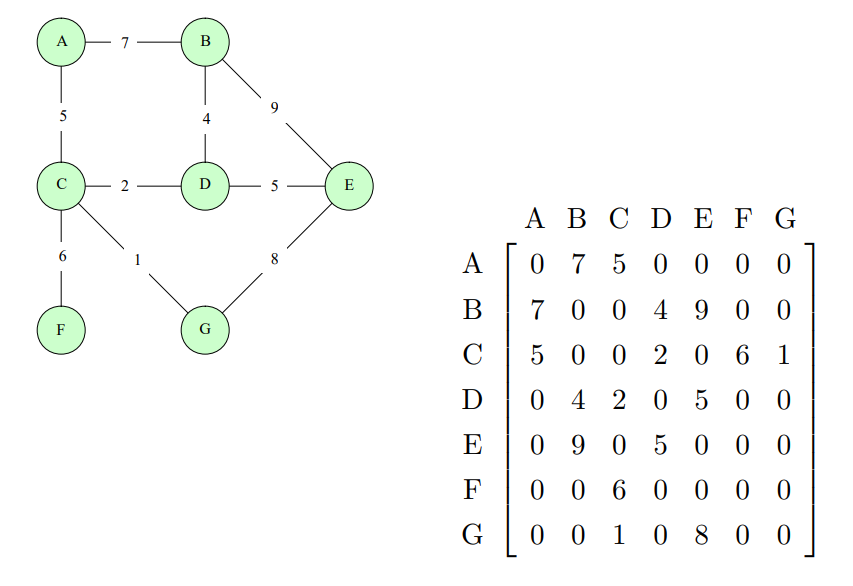 A 7 B
5 4 9
C 2 D 5 E
6 1 8
F G
A B C D E F G
A 0 7 5 0 0 0 0
B 7 0 0 4 9 0 0
C 5 0 0 2 0 6 1
D 0 4 2 0 5 0 0
E 0 9 0 5 0 0 0
F 0 0 6 0 0 0 0
G 0 0 1 0 8 0 0